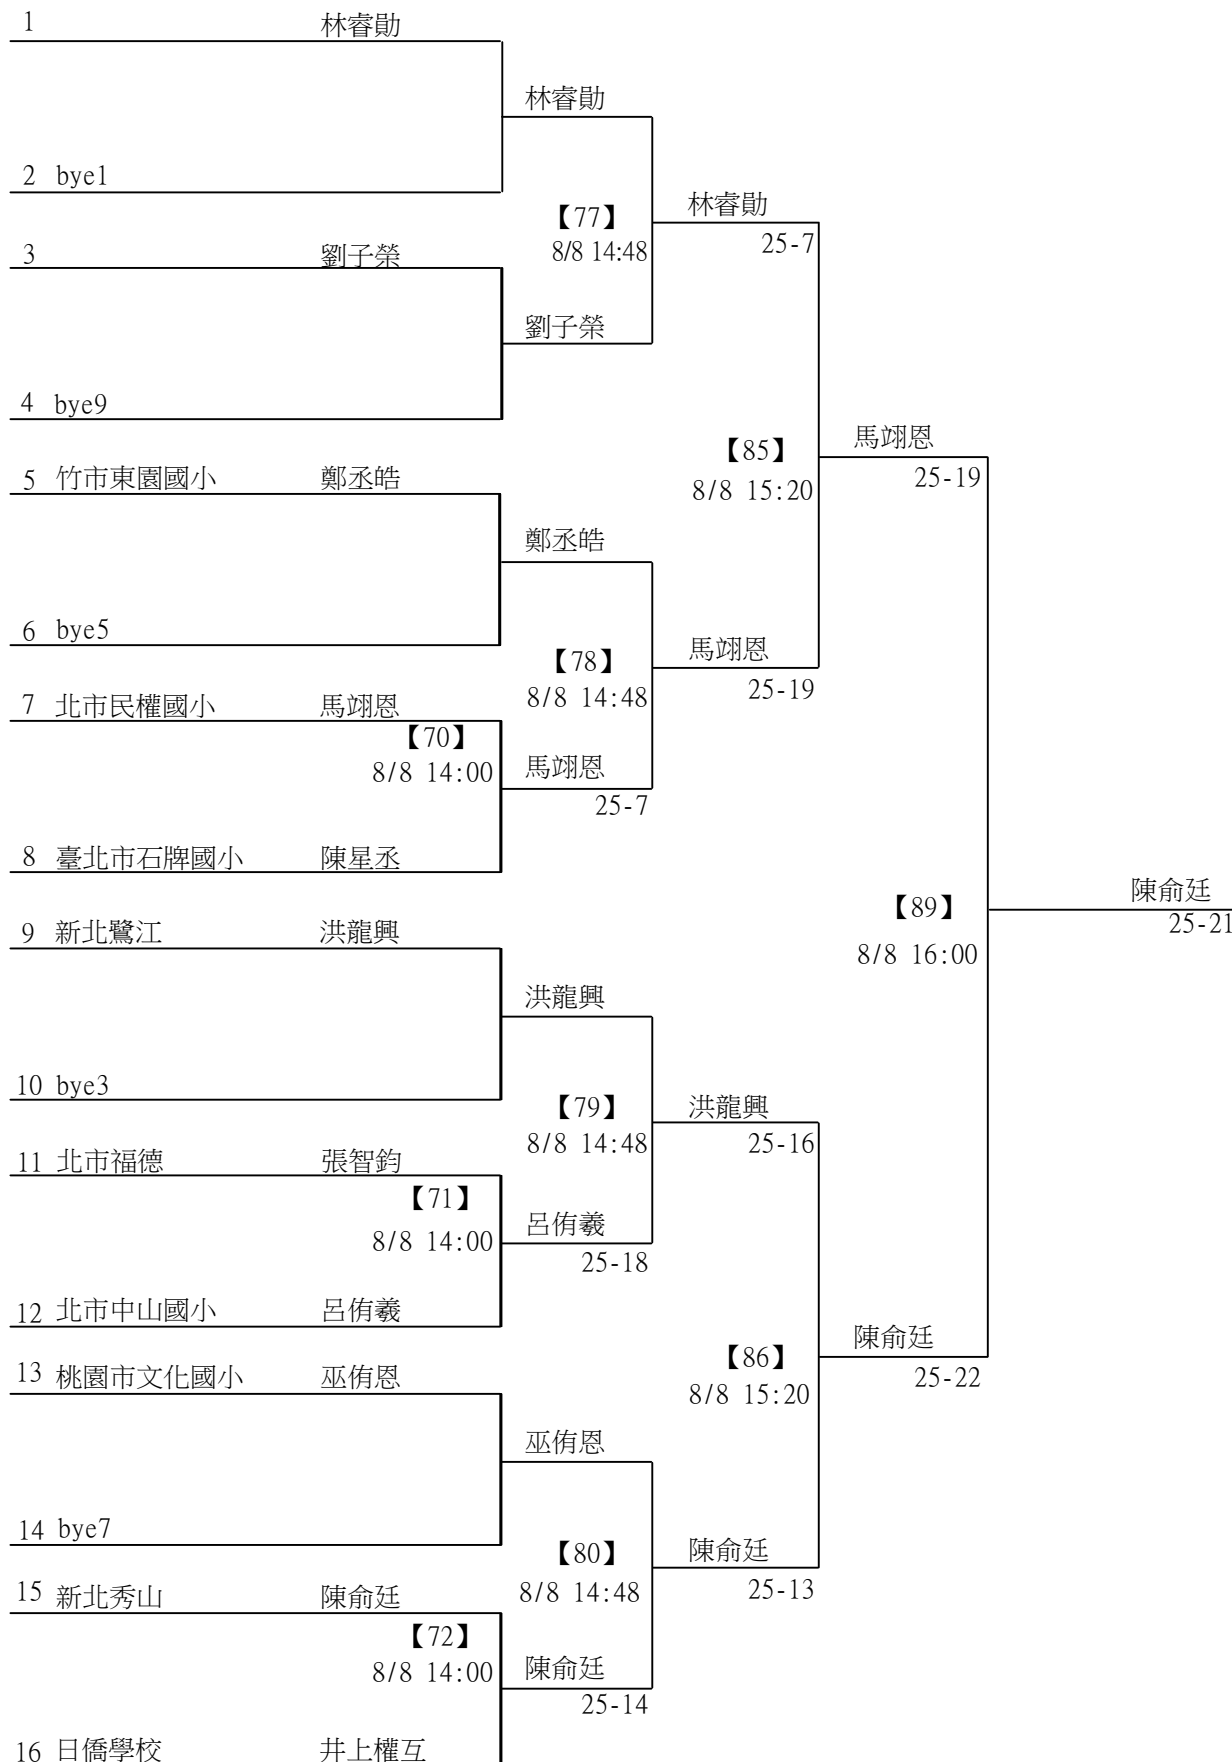 1 林睿勛
林睿勛
2 bye1
林睿勛
【77】
25-7
8/8 14:48
3 劉子榮
劉子榮
4 bye9
馬翊恩
【85】
25-19
8/8 15:20
5 竹市東園國小 鄭丞皓
鄭丞皓
6 bye5
馬翊恩
【78】
25-19
8/8 14:48
7 北市民權國小 馬翊恩
【70】
8/8 14:00
馬翊恩
25-7
8 臺北市石牌國小 陳星丞
陳俞廷
【89】
25-21
8/8 16:00
9 新北鷺江 洪龍興
洪龍興
10 bye3
【79】
洪龍興
8/8 14:48
25-16
11 北市福德 張智鈞
【71】
8/8 14:00
呂侑羲
25-18
12 北市中山國小 呂侑羲
陳俞廷
【86】
25-22
8/8 15:20
13 桃園市文化國小 巫侑恩
巫侑恩
14 bye7
【80】
陳俞廷
8/8 14:48
25-13
15 新北秀山 陳俞廷
【72】
8/8 14:00
陳俞廷
25-14
16 日僑學校 井上權互